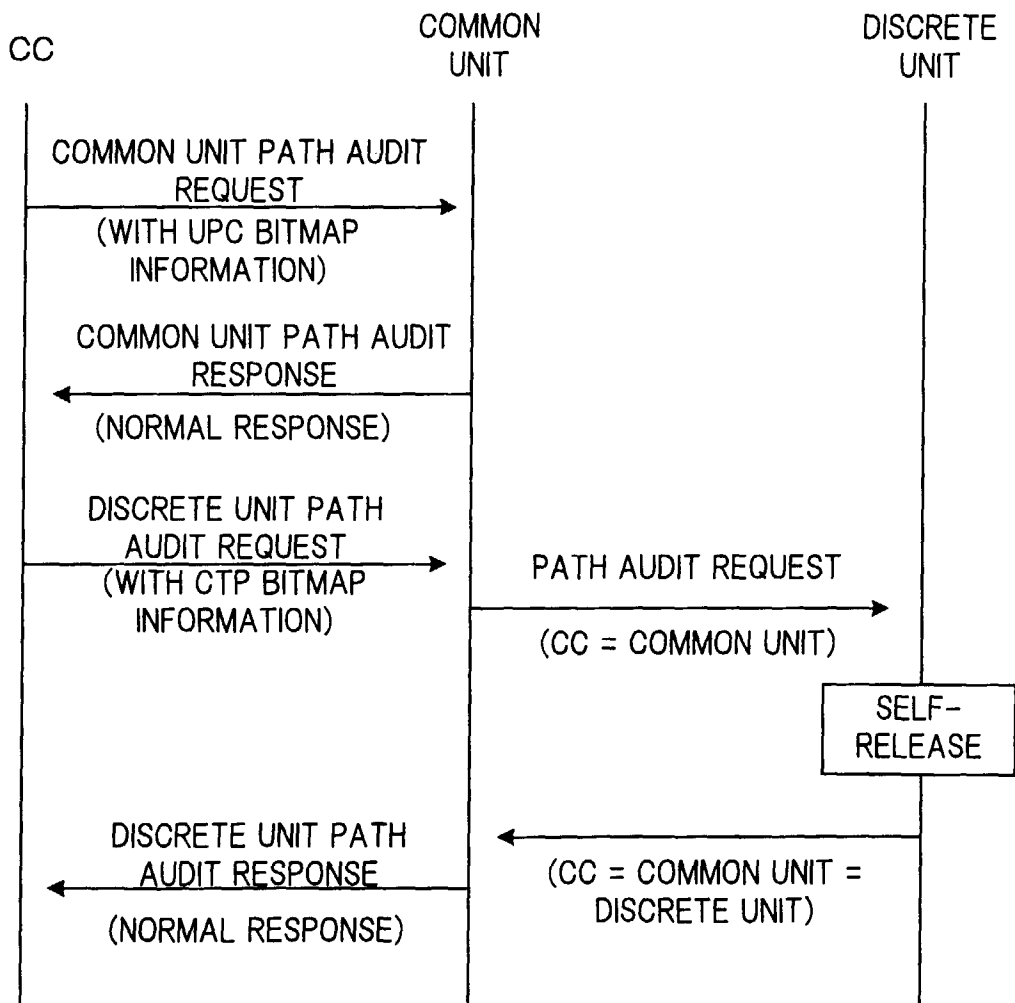 CC
COMMON
UNIT
DISCRETE
UNIT
COMMON UNIT PATH AUDIT
REQUEST
(WITH UPC BITMAP
INFORMATION)
COMMON UNIT PATH AUDIT
RESPONSE
(NORMAL RESPONSE)
DISCRETE UNIT PATH
AUDIT REQUEST
(WITH CTP BITMAP
INFORMATION)
PATH AUDIT REQUEST
(CC = COMMON UNIT)
SELF-
RELEASE
DISCRETE UNIT PATH
AUDIT RESPONSE
(NORMAL RESPONSE)
(CC = COMMON UNIT =
DISCRETE UNIT)